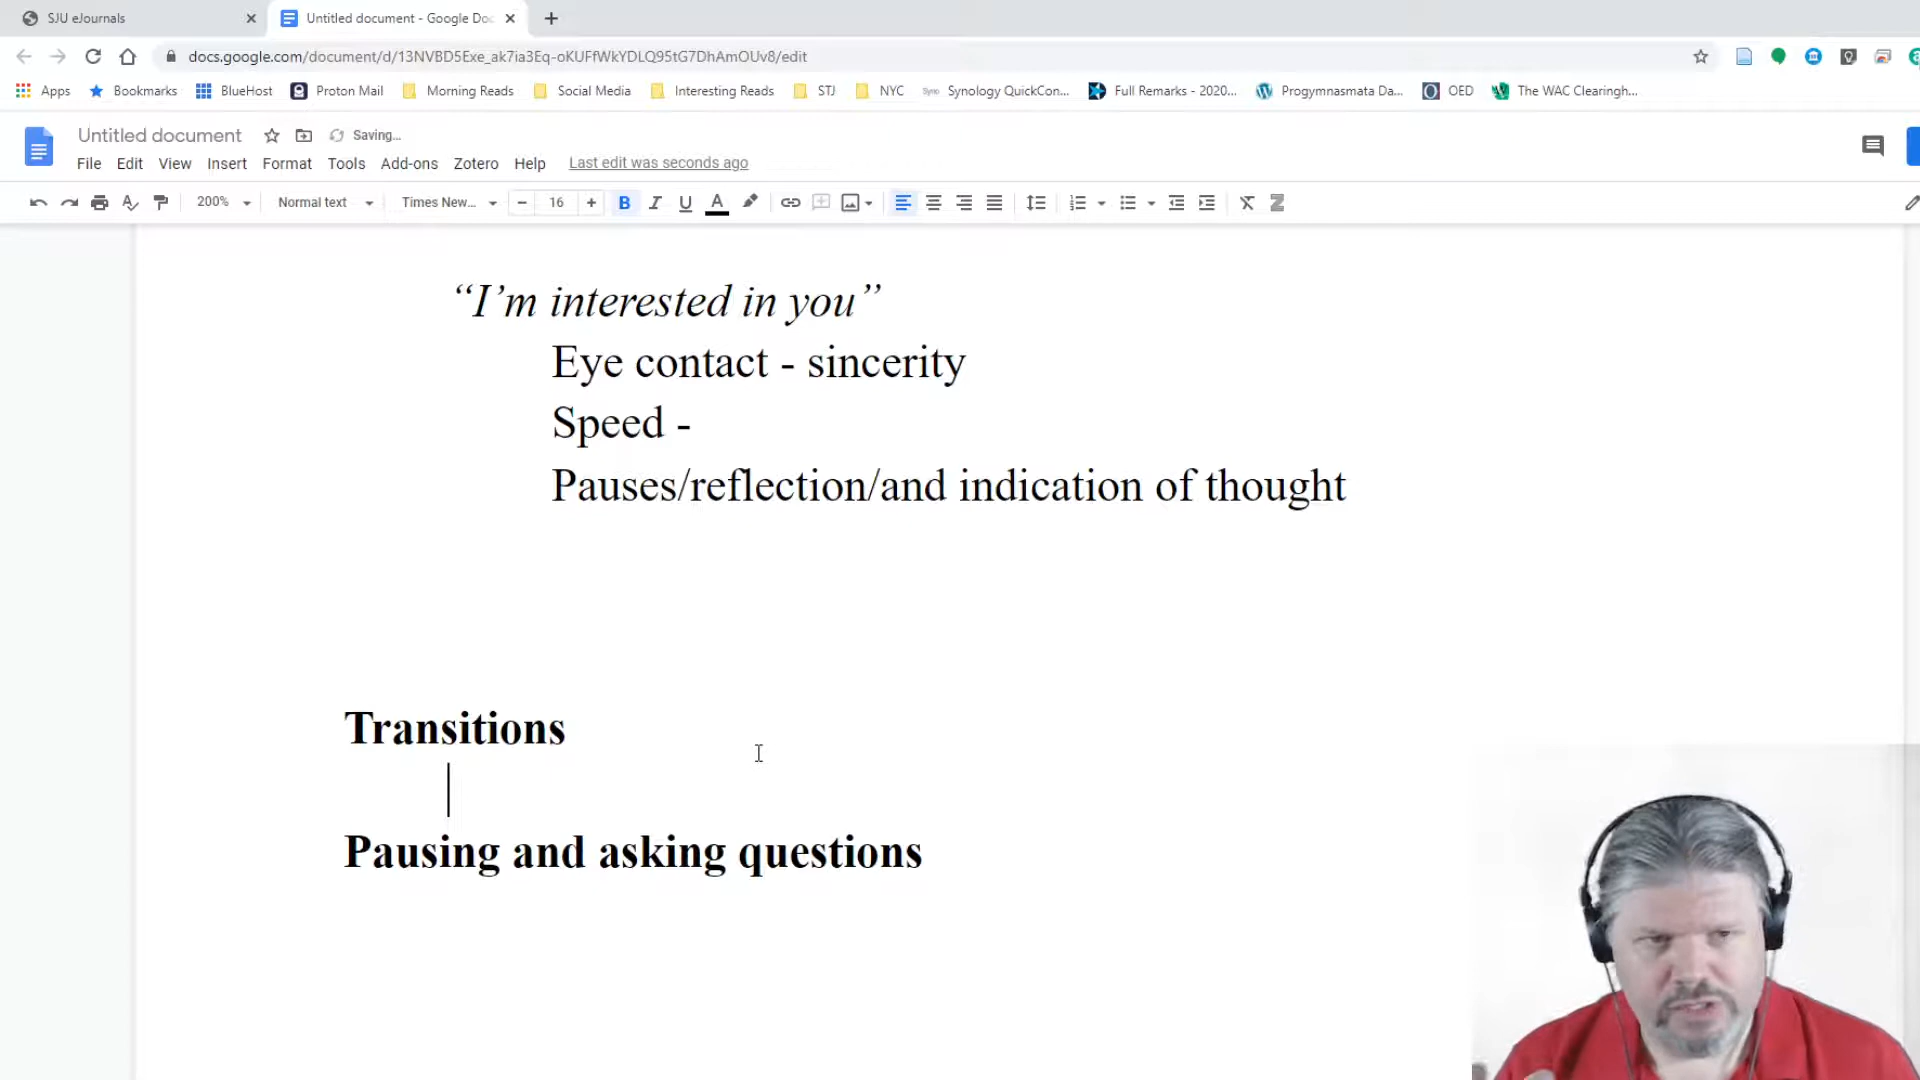 SJU eJournals
Untitled document - Google Doc
docs.google.com/document/d/13NVBD5Exe_ak7ia3Eq-oKUFfWkYDLQ95tG7DhAmOUv8/edit
Apps Bookmarks BlueHost Proton Mail Morning Reads Social Media Interesting Reads STJ NYC Sync Synology QuickCon... Full Remarks - 2020... Progymnasmata Da... OED The WAC Clearingh...
Untitled document Saving...
File Edit View Insert Format Tools Add-ons Zotero Help Last edit was seconds ago
200% Normal text Times New... 16 B I U A Z
“I’m interested in you”
Eye contact - sincerity
Speed -
Pauses/reflection/and indication of thought
Transitions
Pausing and asking questions